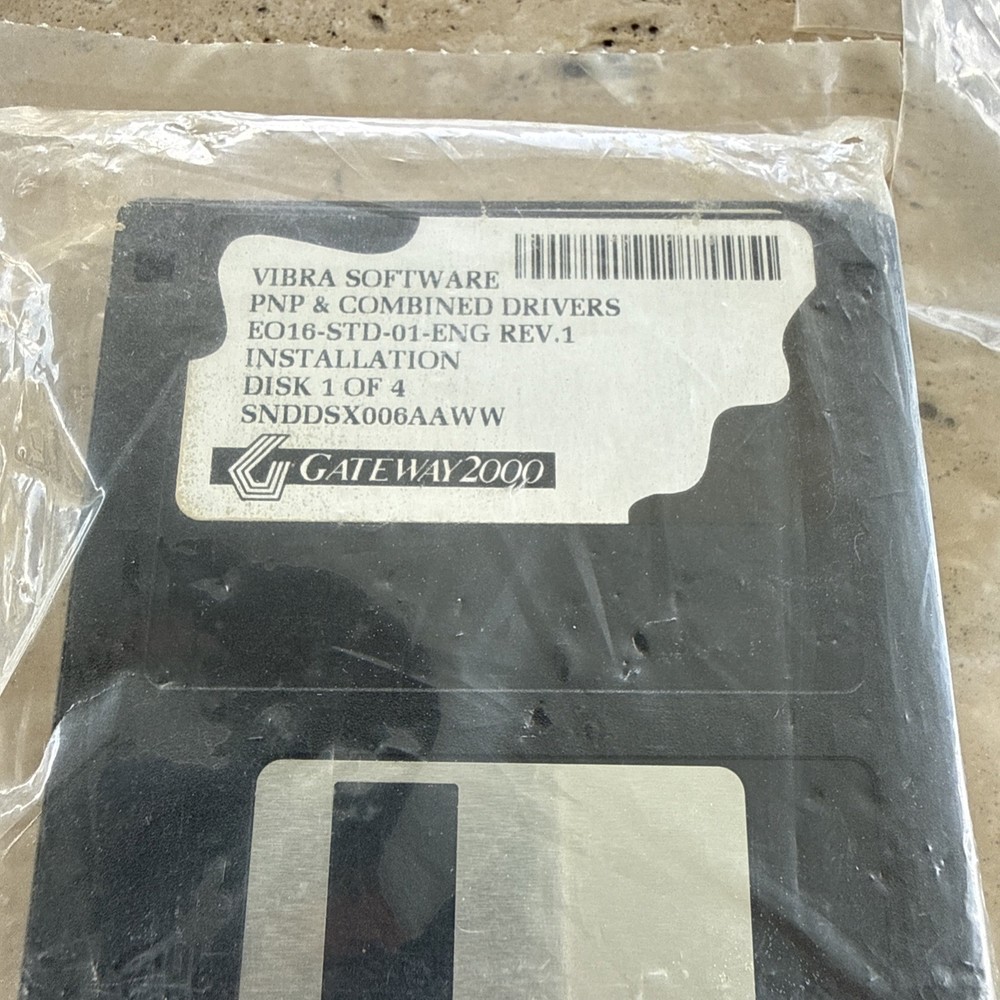 VIBRA SOFTWARE
PNP & COMBINED DRIVERS
EO16-STD-01-ENG REV.1
INSTALLATION
DISK 1 OF 4
SNDDSX006AAWW
GATEWAY2000